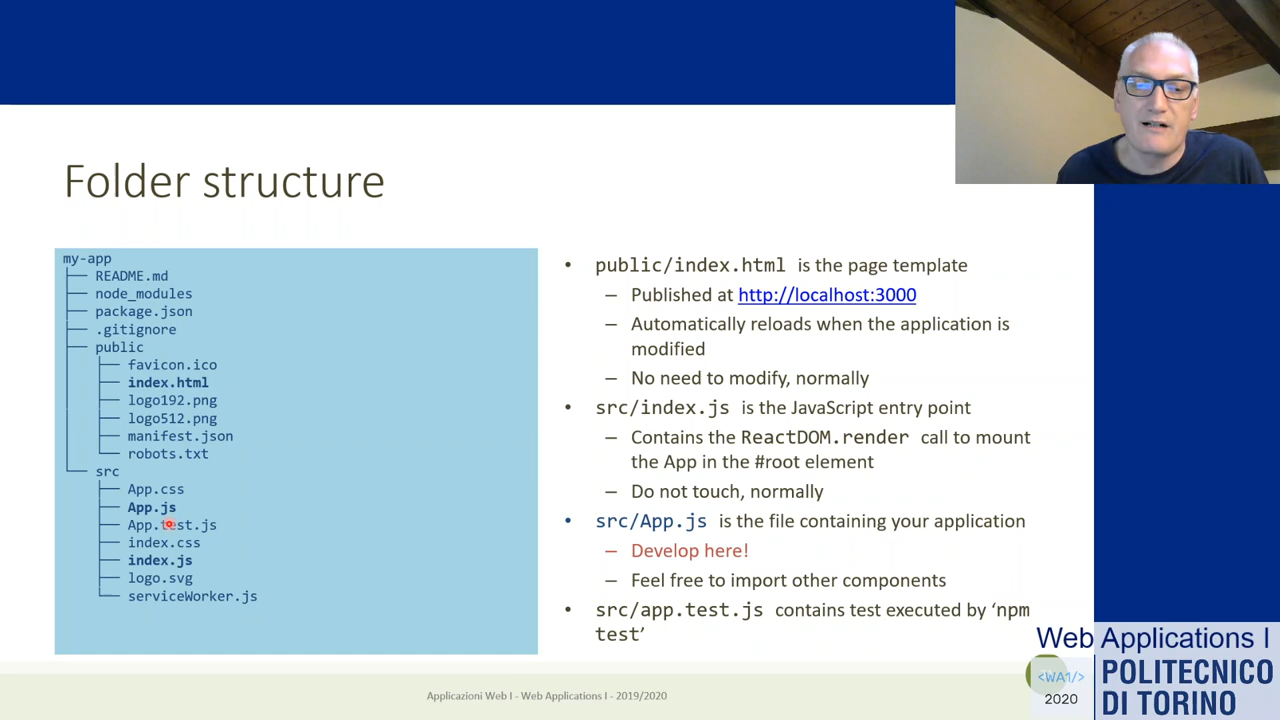 Folder structure
my-app
├── README.md
├── node_modules
├── package.json
├── .gitignore
├── public
│   ├── favicon.ico
│   ├── index.html
│   ├── logo192.png
│   ├── logo512.png
│   ├── manifest.json
│   └── robots.txt
└── src
    ├── App.css
    ├── App.js
    ├── App.test.js
    ├── index.css
    ├── index.js
    ├── logo.svg
    └── serviceWorker.js
• public/index.html is the page template
– Published at http://localhost:3000
– Automatically reloads when the application is
modified
– No need to modify, normally
• src/index.js is the JavaScript entry point
– Contains the ReactDOM.render call to mount
the App in the #root element
– Do not touch, normally
• src/App.js is the file containing your application
– Develop here!
– Feel free to import other components
• src/app.test.js contains test executed by ‘npm
test’
Applicazioni Web I - Web Applications I - 2019/2020
Web Applications I
<WA1/>
2020
POLITECNICO
DI TORINO